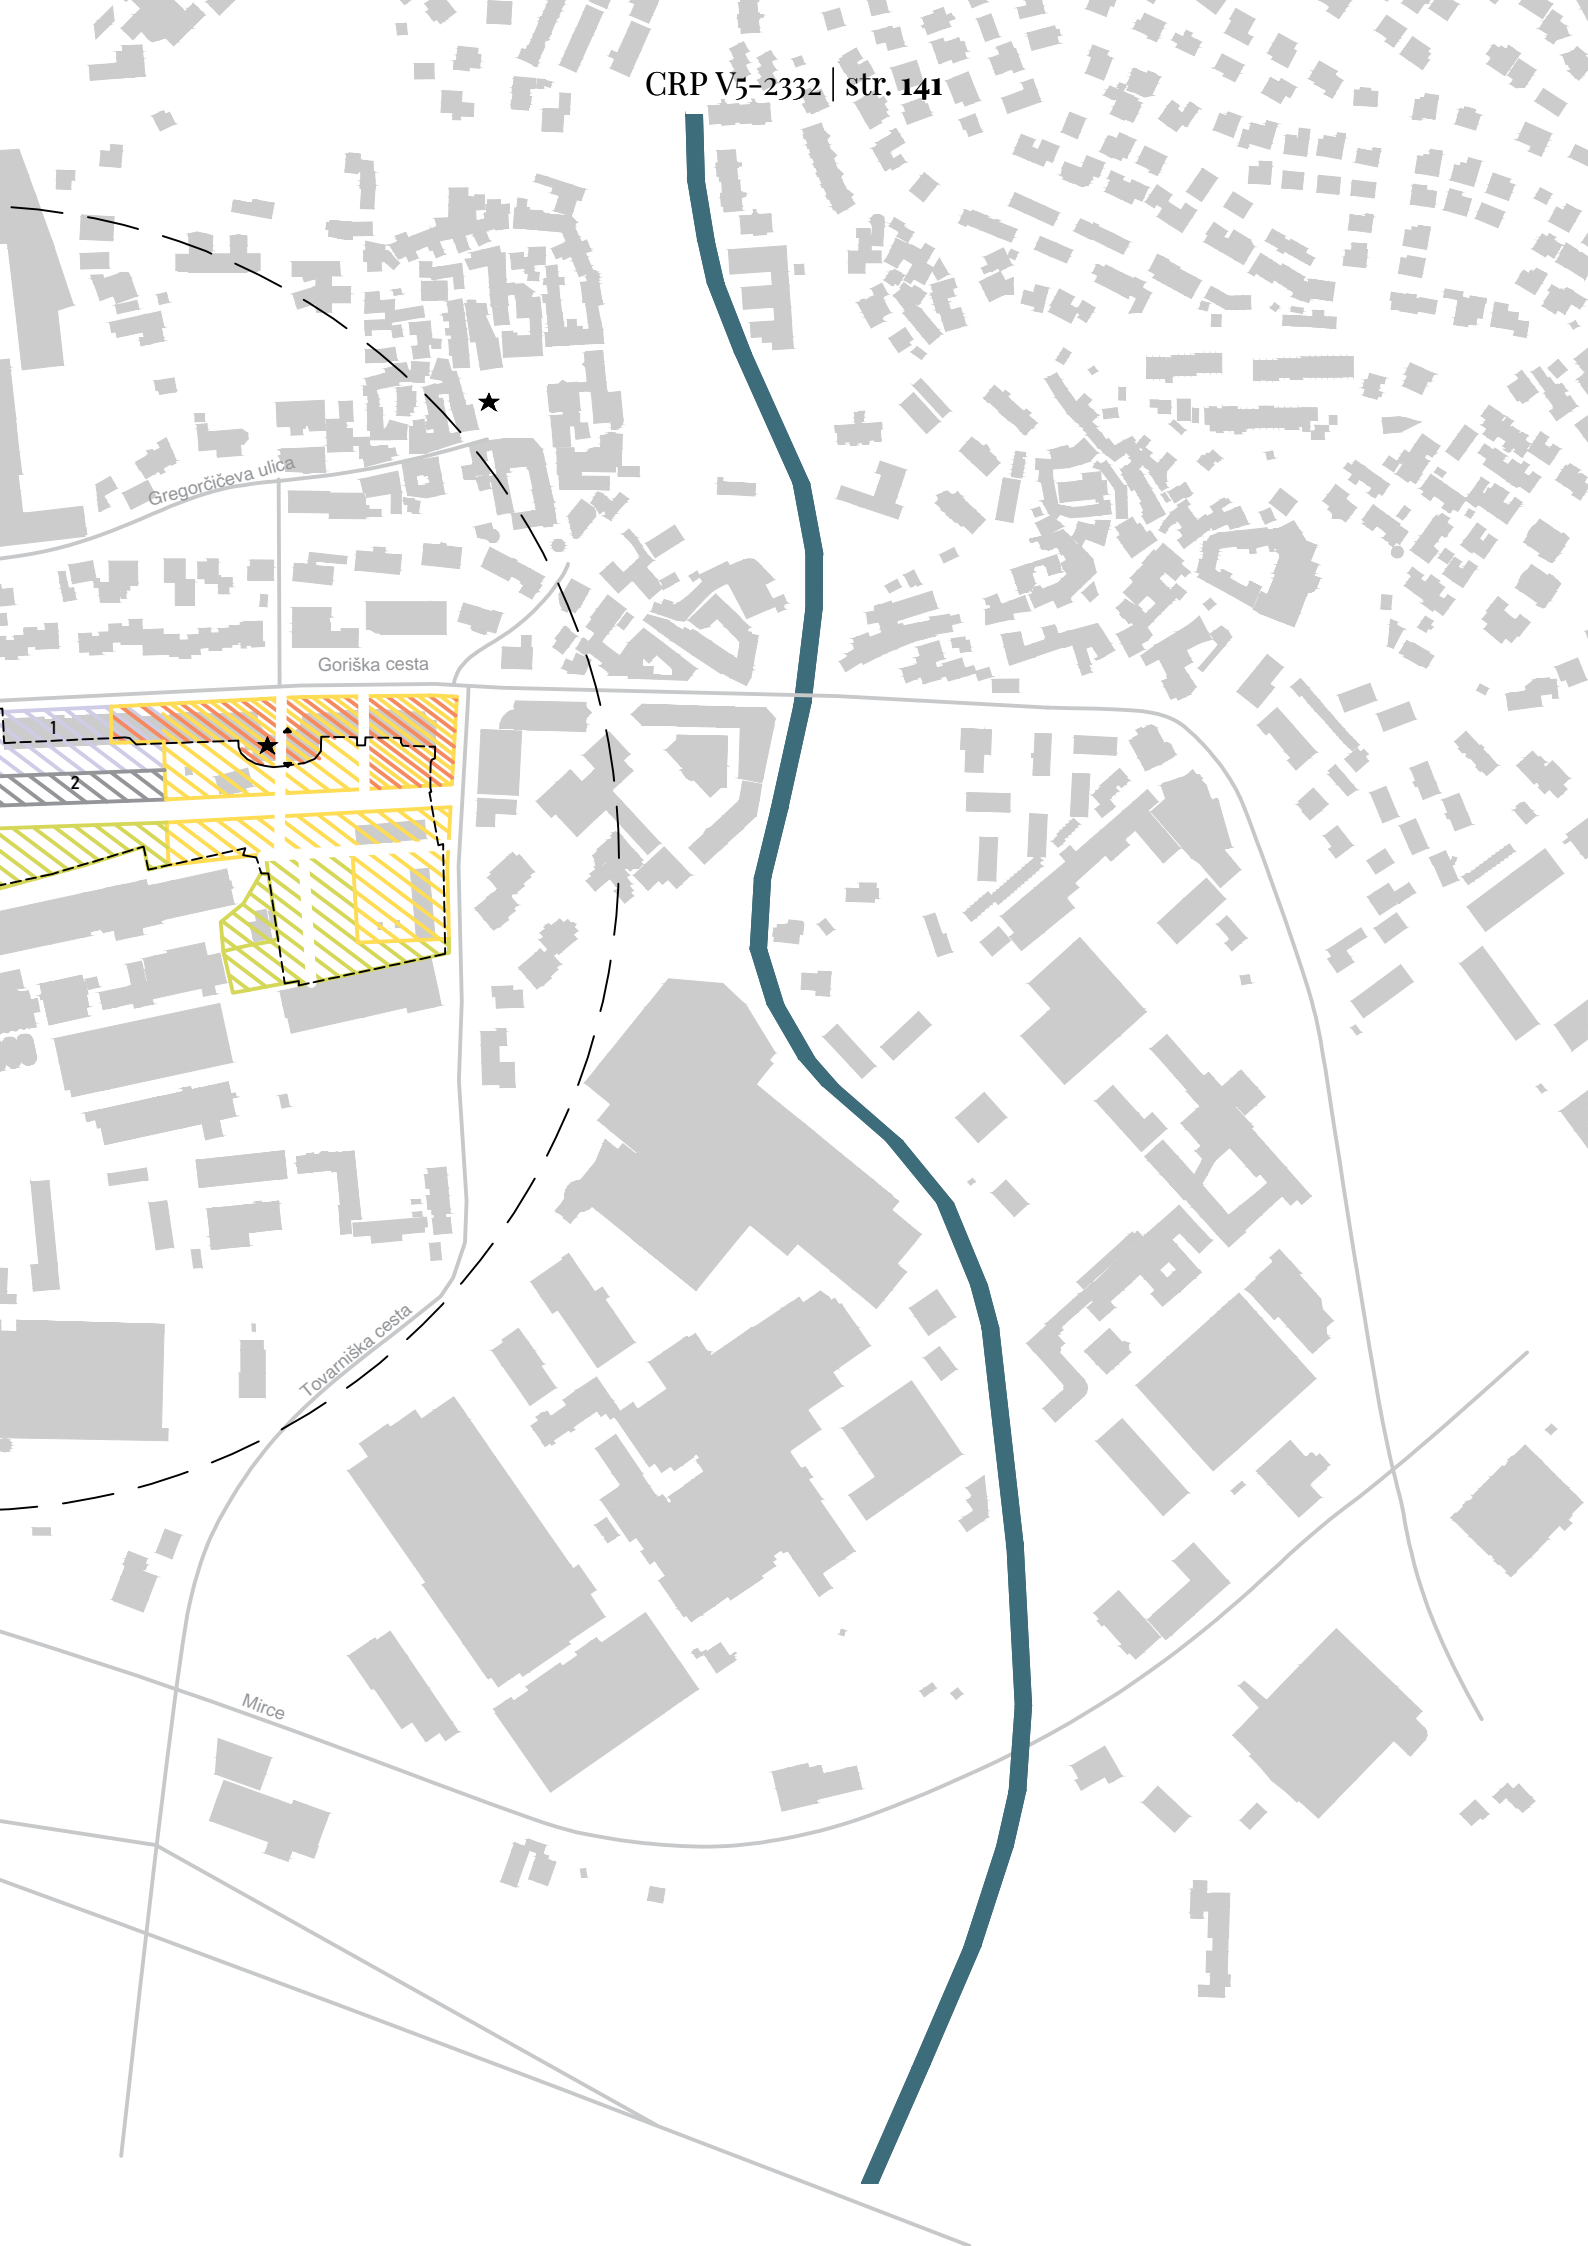 CRP V5-2332 | str. 141
Gregorčičeva ulica
Goriška cesta
1
2
Tovarniška cesta
Mirce